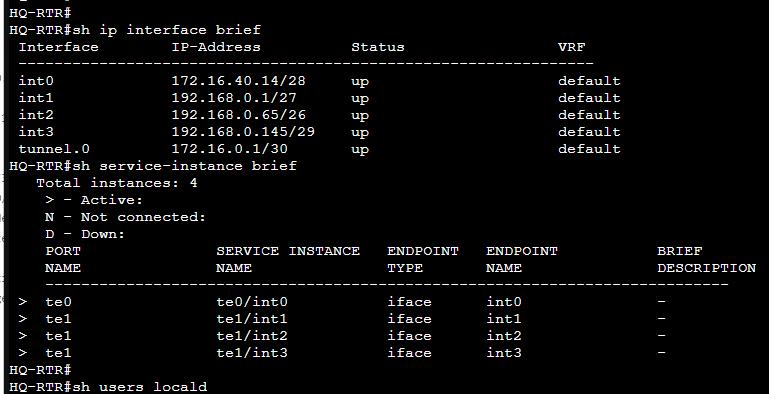 HQ-RTR#
HQ-RTR#sh ip interface brief
Interface IP-Address Status VRF
-----------------------------------------------------------------
int0 172.16.40.14/28 up default
int1 192.168.0.1/27 up default
int2 192.168.0.65/26 up default
int3 192.168.0.145/29 up default
tunnel.0 172.16.0.1/30 up default
HQ-RTR#sh service-instance brief
Total instances: 4
> - Active:
N - Not connected:
D - Down:
PORT SERVICE INSTANCE ENDPOINT ENDPOINT BRIEF
NAME NAME TYPE NAME DESCRIPTION
-----------------------------------------------------------------------------
> te0 te0/int0 iface int0 -
> te1 te1/int1 iface int1 -
> te1 te1/int2 iface int2 -
> te1 te1/int3 iface int3 -
HQ-RTR#
HQ-RTR#sh users locald